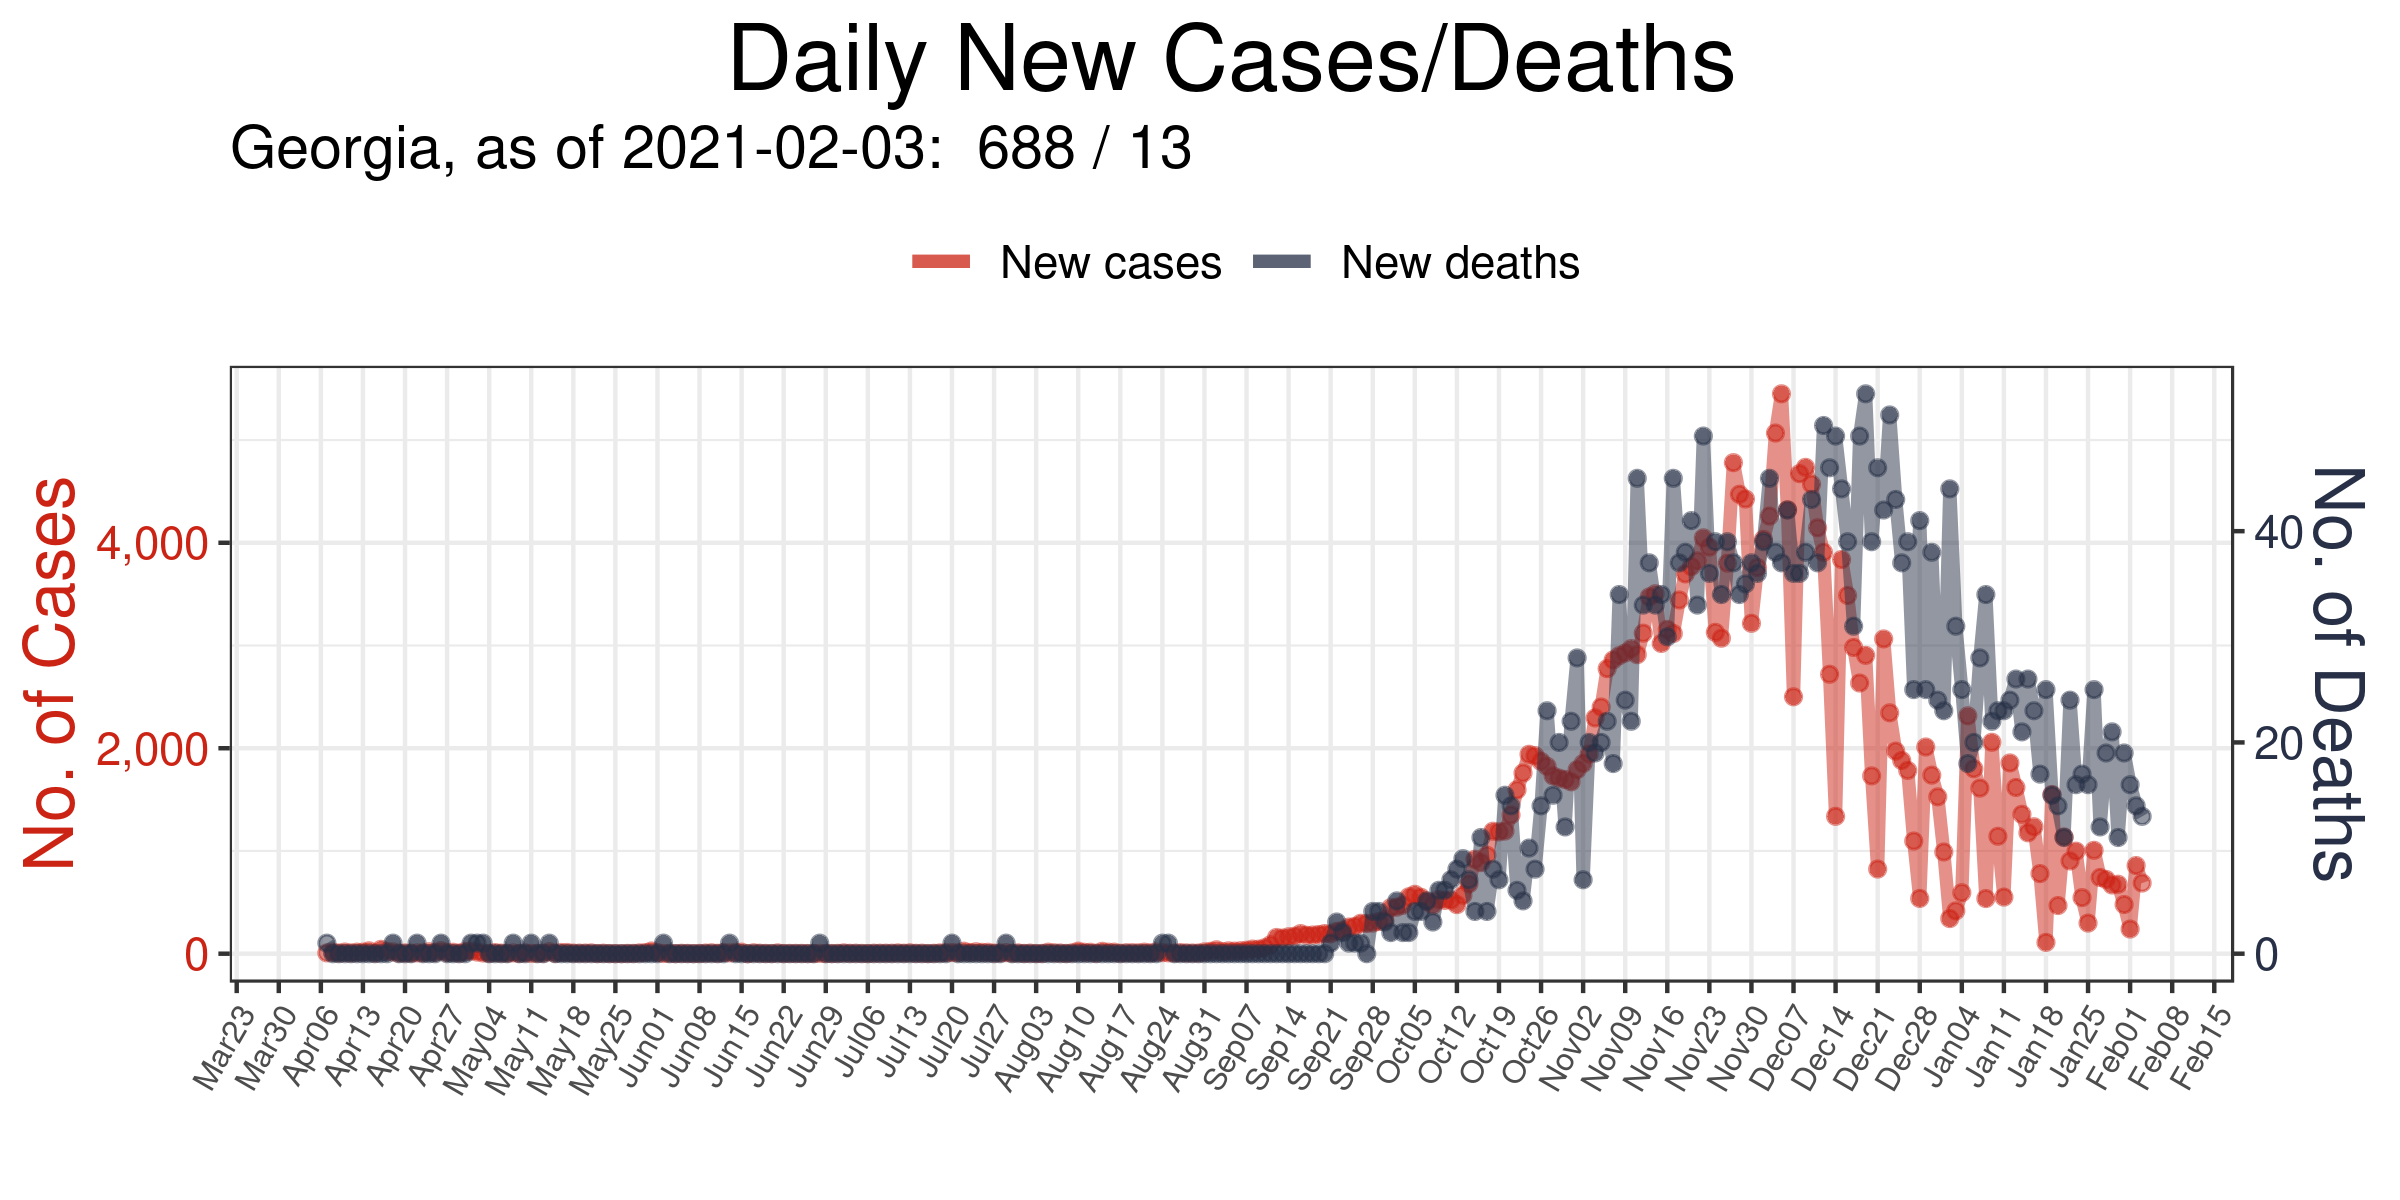 Daily New Cases/Deaths
Georgia, as of 2021-02-03:  688 / 13
New cases
New deaths
No. of Cases
4,000
2,000
0
No. of Deaths
40
20
0
Mar23
Mar30
Apr06
Apr13
Apr20
Apr27
May04
May11
May18
May25
Jun01
Jun08
Jun15
Jun22
Jun29
Jul06
Jul13
Jul20
Jul27
Aug03
Aug10
Aug17
Aug24
Aug31
Sep07
Sep14
Sep21
Sep28
Oct05
Oct12
Oct19
Oct26
Nov02
Nov09
Nov16
Nov23
Nov30
Dec07
Dec14
Dec21
Dec28
Jan04
Jan11
Jan18
Jan25
Feb01
Feb08
Feb15